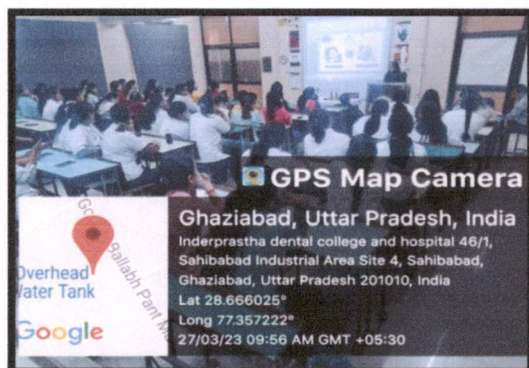 GPS Map Camera
Ghaziabad, Uttar Pradesh, India
Inderprastha dental college and hospital 46/1,
Sahibabad Industrial Area Site 4, Sahibabad,
Ghaziabad, Uttar Pradesh 201010, India
Lat 28.666025°
Long 77.357222°
27/03/23 09:56 AM GMT +05:30
Ballabh Pant
Overhead
Water Tank
Google